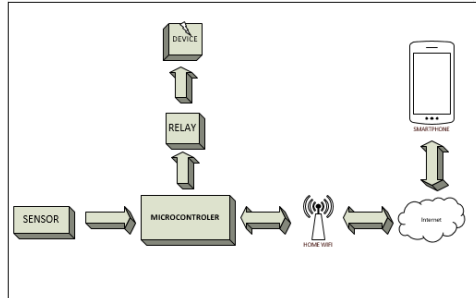 DEVICE
RELAY
SENSOR
MICROCONTROLER
HOME WIFI
Internet
SMARTPHONE